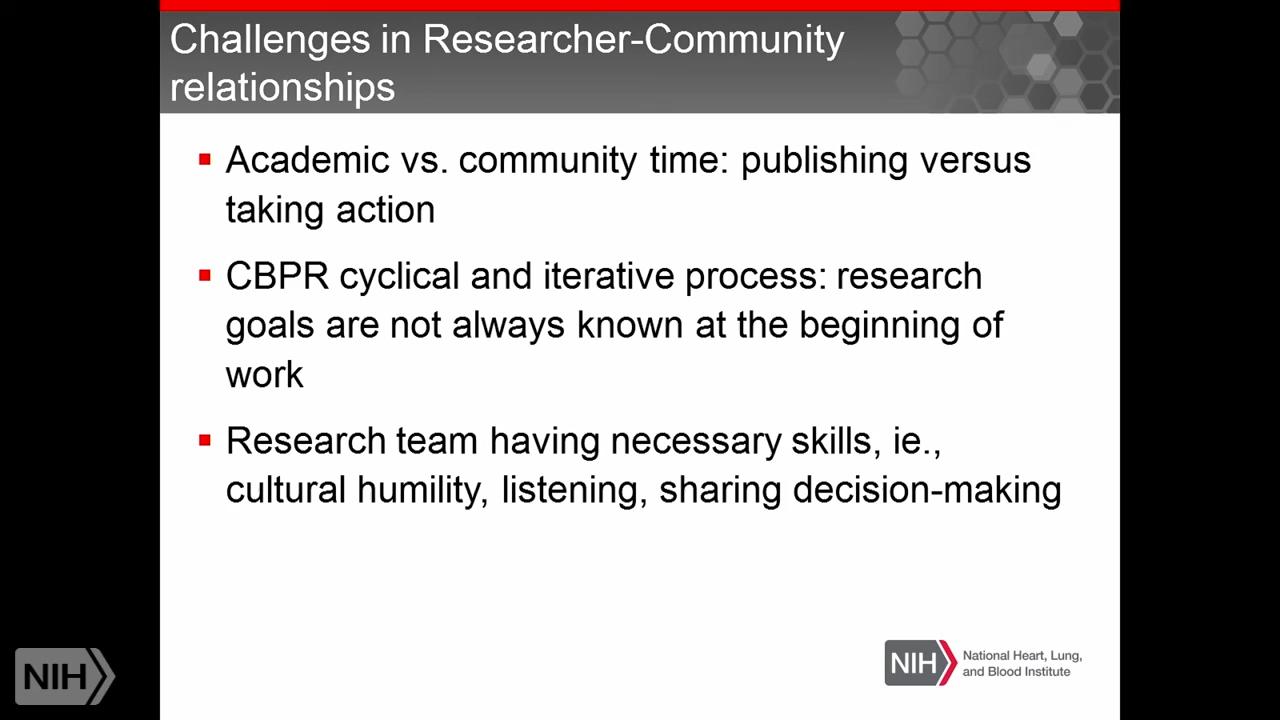 Challenges in Researcher-Community
relationships
Academic vs. community time: publishing versus
taking action
CBPR cyclical and iterative process: research
goals are not always known at the beginning of
work
Research team having necessary skills, ie.,
cultural humility, listening, sharing decision-making
NIH
NIH
National Heart, Lung,
and Blood Institute